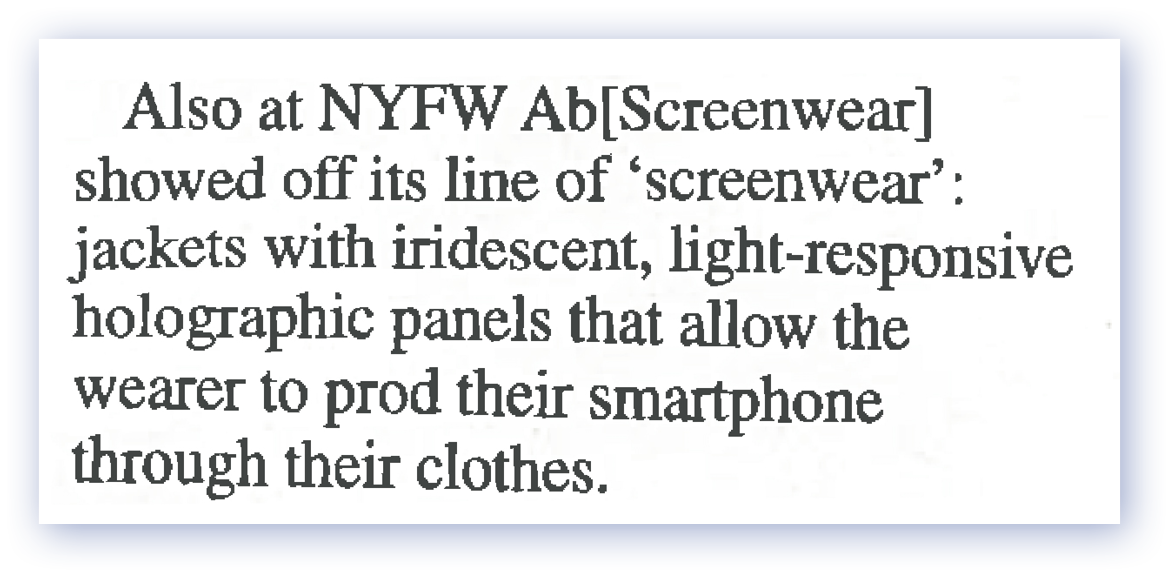 Also at NYFW Ab[Screenwear]
showed off its line of ‘screenwear’:
jackets with iridescent, light-responsive
holographic panels that allow the
wearer to prod their smartphone
through their clothes.